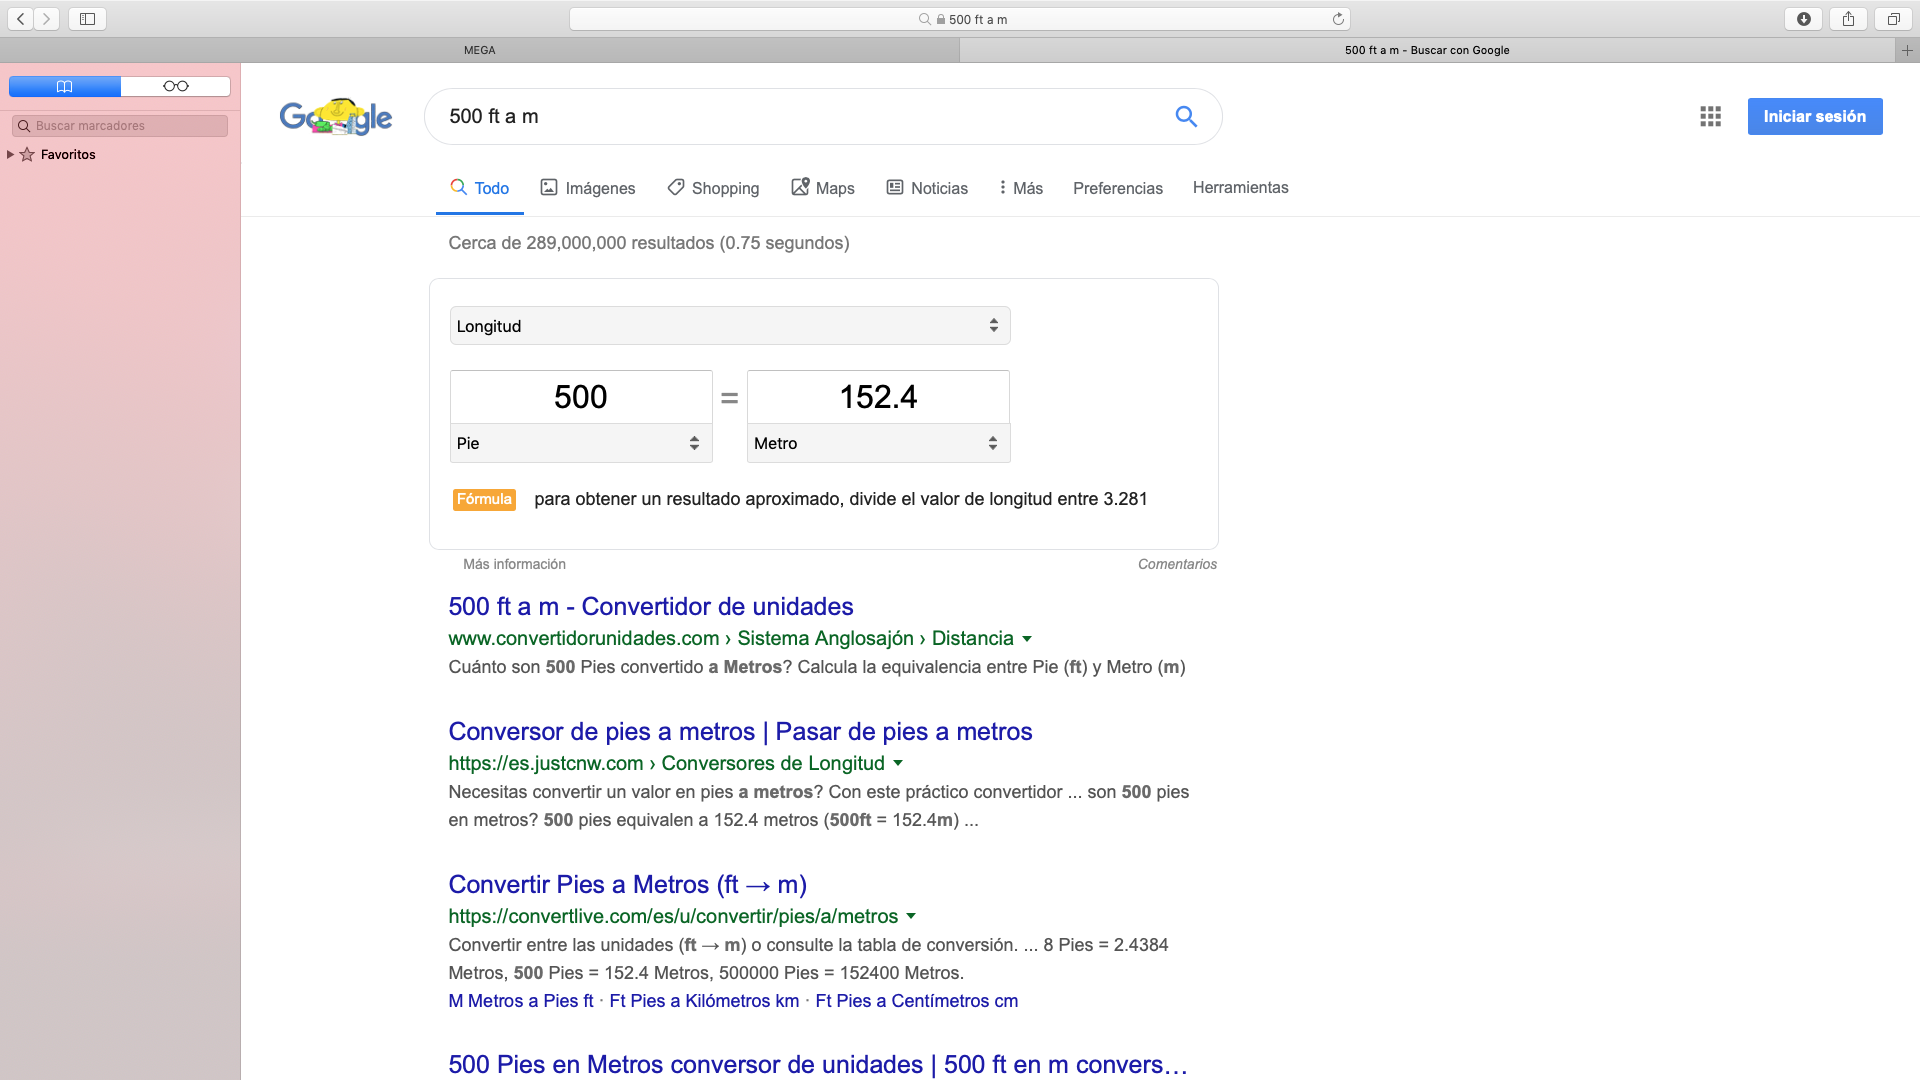 500 ft a m
MEGA
500 ft a m - Buscar con Google
Buscar marcadores
Favoritos
Google
500 ft a m
Iniciar sesión
Todo
Imágenes
Shopping
Maps
Noticias
Más
Preferencias
Herramientas
Cerca de 289,000,000 resultados (0.75 segundos)
Longitud
500 = 152.4
Pie
Metro
Fórmula para obtener un resultado aproximado, divide el valor de longitud entre 3.281
Más información
Comentarios
500 ft a m - Convertidor de unidades
www.convertidorunidades.com › Sistema Anglosajón › Distancia
Cuánto son 500 Pies convertido a Metros? Calcula la equivalencia entre Pie (ft) y Metro (m)
Conversor de pies a metros | Pasar de pies a metros
https://es.justcnw.com › Conversores de Longitud
Necesitas convertir un valor en pies a metros? Con este práctico convertidor ... son 500 pies
en metros? 500 pies equivalen a 152.4 metros (500ft = 152.4m) ...
Convertir Pies a Metros (ft → m)
https://convertlive.com/es/u/convertir/pies/a/metros
Convertir entre las unidades (ft → m) o consulte la tabla de conversión. ... 8 Pies = 2.4384
Metros, 500 Pies = 152.4 Metros, 500000 Pies = 152400 Metros.
M Metros a Pies ft · Ft Pies a Kilómetros km · Ft Pies a Centímetros cm
500 Pies en Metros conversor de unidades | 500 ft en m convers...